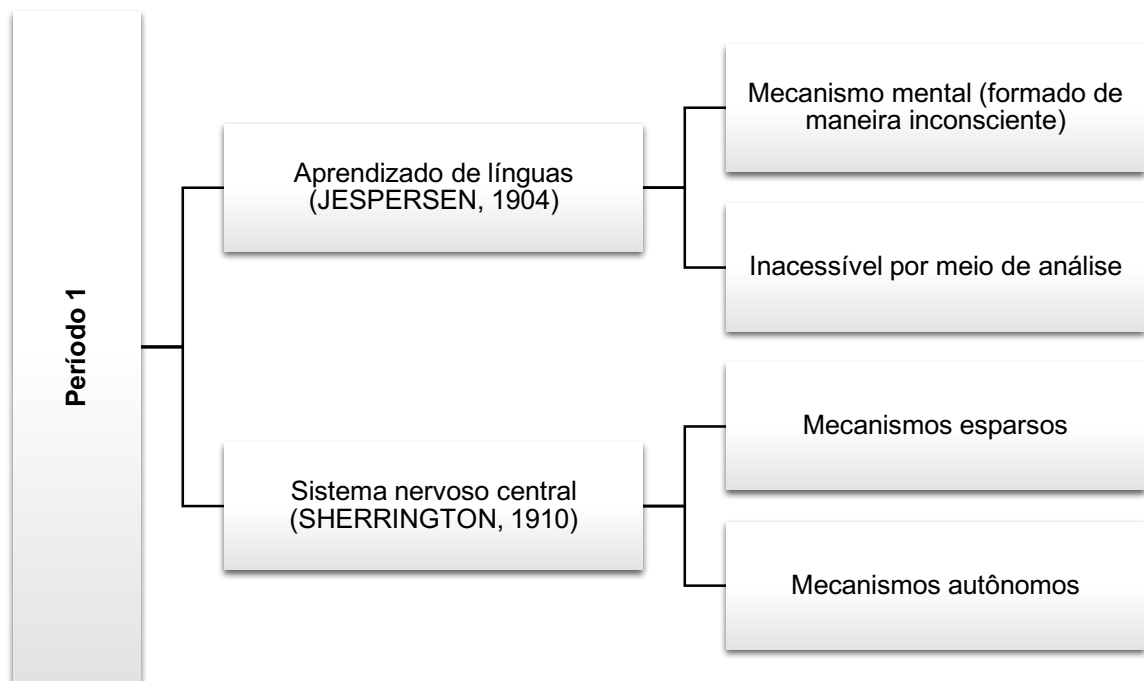 Período 1
Aprendizado de línguas
(JESPERSEN, 1904)
Mecanismo mental (formado de
maneira inconsciente)
Inacessível por meio de análise
Sistema nervoso central
(SHERRINGTON, 1910)
Mecanismos esparsos
Mecanismos autônomos